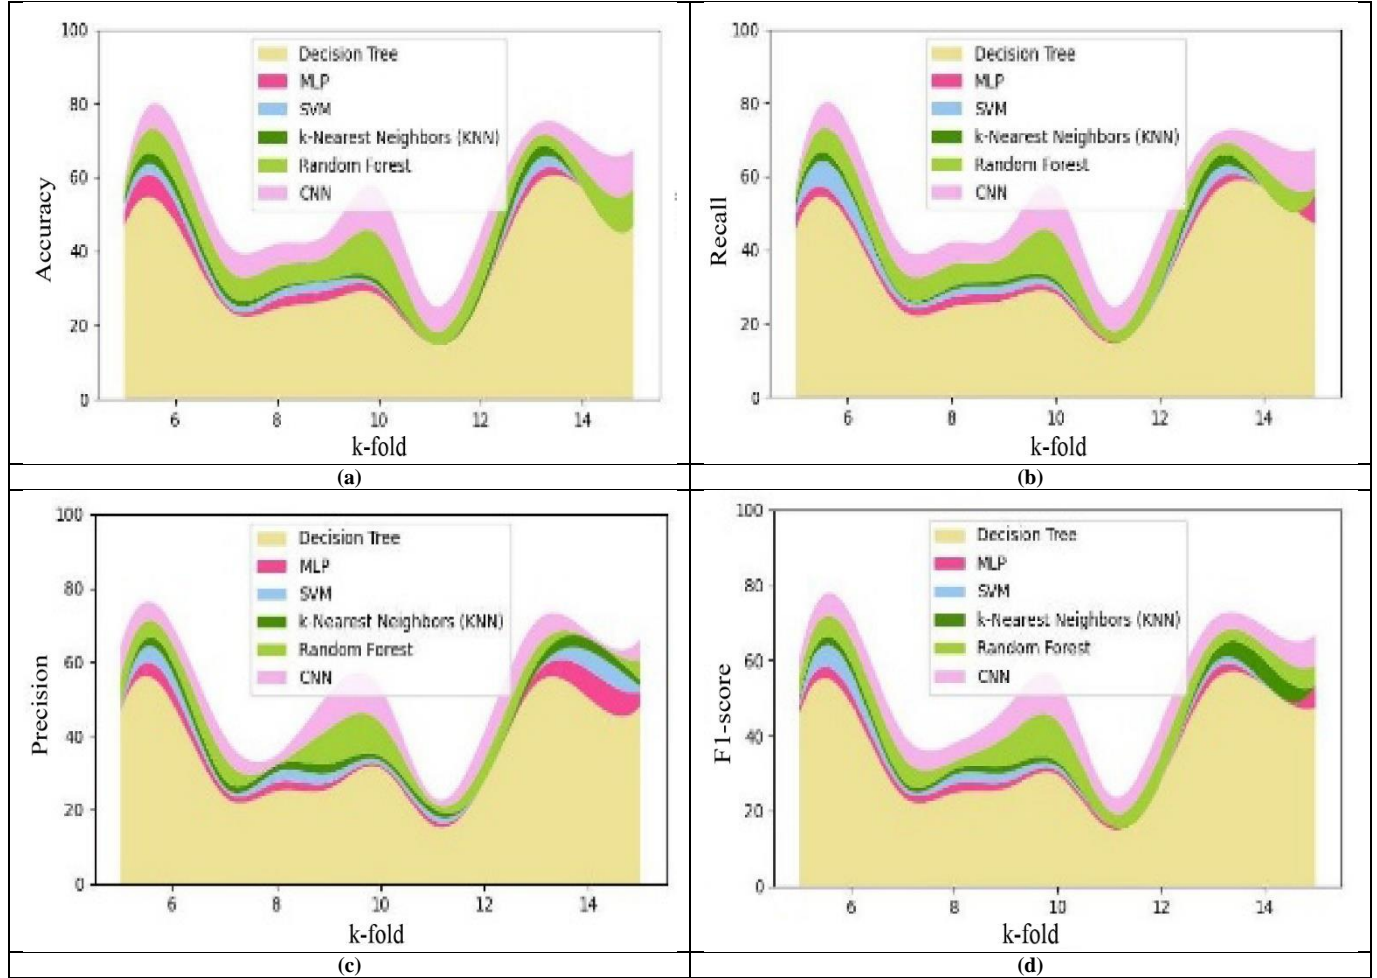 100
80
60
40
20
0
Accuracy
Decision Tree
MLP
SVM
k-Nearest Neighbors (KNN)
Random Forest
CNN
6 8 10 12 14
k-fold
(a)
100
80
60
40
20
0
Recall
Decision Tree
MLP
SVM
k-Nearest Neighbors (KNN)
Random Forest
CNN
6 8 10 12 14
k-fold
(b)
100
80
60
40
20
0
Precision
Decision Tree
MLP
SVM
k-Nearest Neighbors (KNN)
Random Forest
CNN
6 8 10 12 14
k-fold
(c)
100
80
60
40
20
0
F1-score
Decision Tree
MLP
SVM
k-Nearest Neighbors (KNN)
Random Forest
CNN
6 8 10 12 14
k-fold
(d)